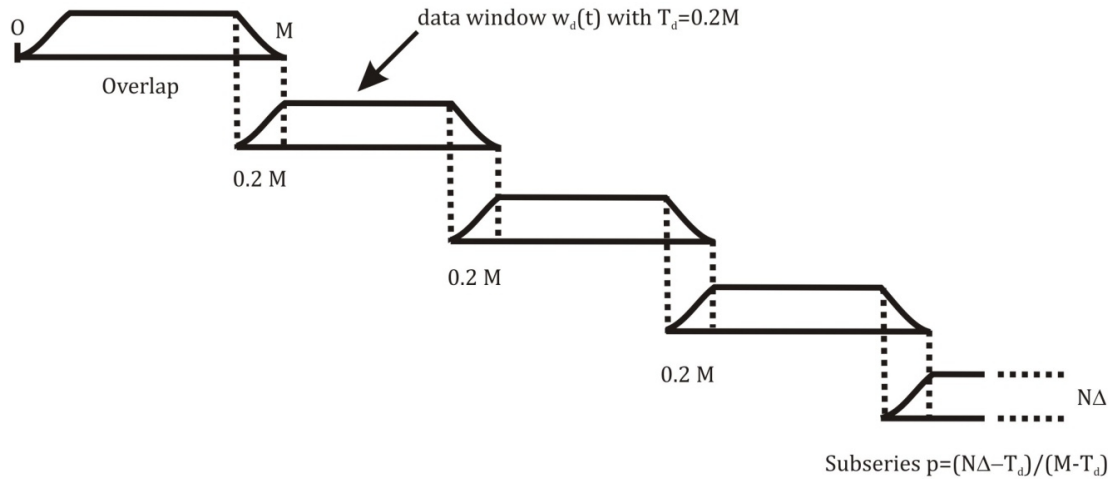 data window w_d(t) with T_d=0.2M
O
M
Overlap
0.2 M
0.2 M
0.2 M
NΔ
Subseries p=(NΔ–T_d)/(M-T_d)